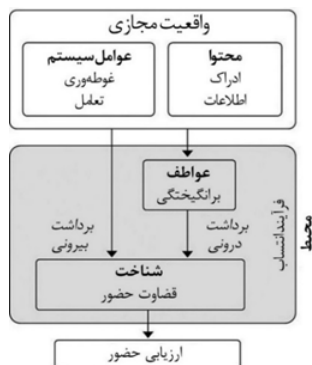 واقعیت مجازی
محتوا
ادراک
اطلاعات
عوامل سیستم
غوطه‌وری
تعامل
عواطف
برانگیختگی
برداشت
درونی
برداشت
بیرونی
شناخت
قضاوت حضور
فرآیند انتساب
محیط
ارزیابی حضور